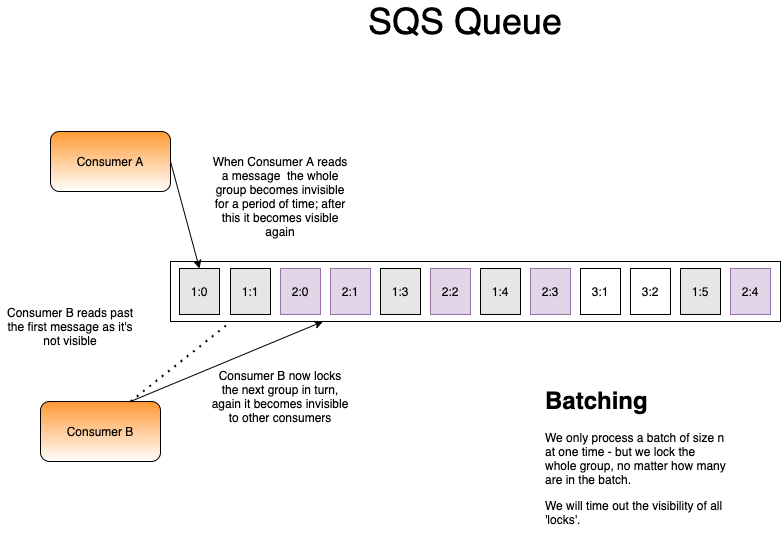 SQS Queue
Consumer A
When Consumer A reads
a message the whole
group becomes invisible
for a period of time; after
this it becomes visible
again
1:0 1:1 2:0 2:1 1:3 2:2 1:4 2:3 3:1 3:2 1:5 2:4
Consumer B reads past
the first message as it's
not visible
Consumer B now locks
the next group in turn,
again it becomes invisible
to other consumers
Consumer B
Batching
We only process a batch of size n
at one time - but we lock the
whole group, no matter how many
are in the batch.
We will time out the visibility of all
'locks'.